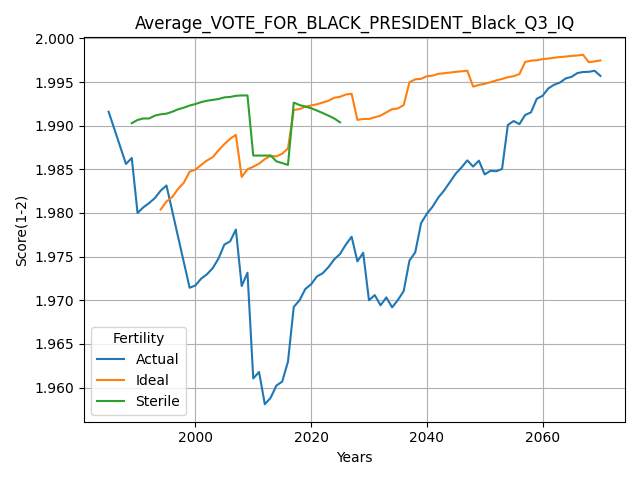 Average_VOTE_FOR_BLACK_PRESIDENT_Black_Q3_IQ
2.000
1.995
1.990
1.985
1.980
1.975
1.970
1.965
1.960
Score(1-2)
Fertility
Actual
Ideal
Sterile
2000 2020 2040 2060
Years